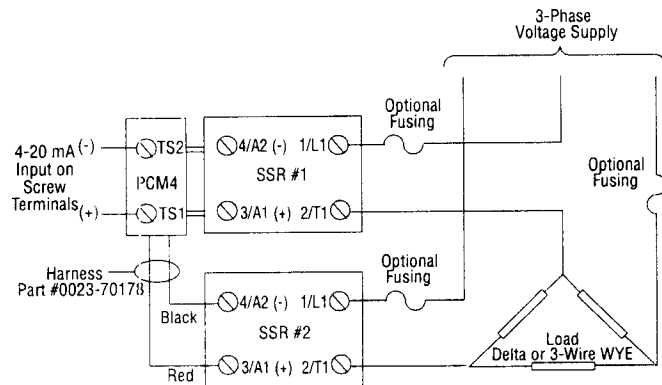 3-Phase
Voltage Supply
Optional
Fusing
4-20 mA (-)
Input on
Screw
Terminals (+)
TS2
PCM4
TS1
4/A2 (-) 1/L1
SSR #1
3/A1 (+) 2/T1
Optional
Fusing
Harness
Part #0023-70178
Black
Red
Optional
Fusing
4/A2 (-) 1/L1
SSR #2
3/A1 (+) 2/T1
Load
Delta or 3-Wire WYE